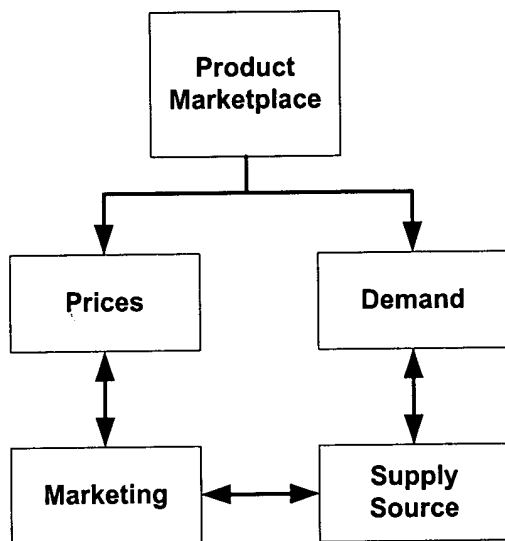 Product
Marketplace
Prices
Demand
Marketing
Supply
Source